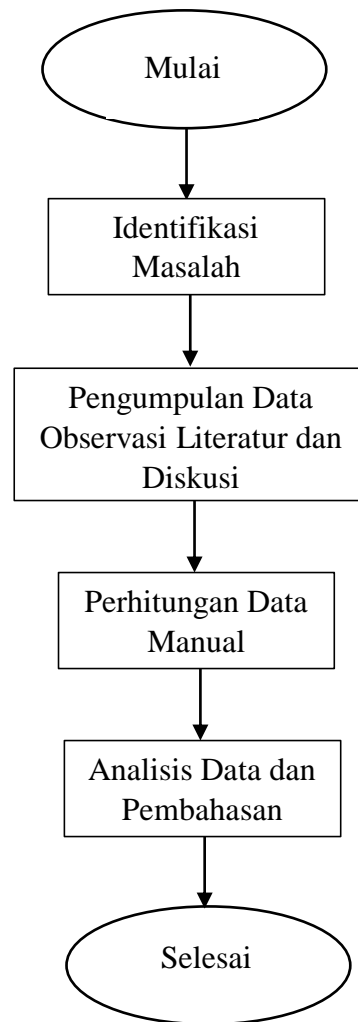 Mulai
Identifikasi
Masalah
Pengumpulan Data
Observasi Literatur dan
Diskusi
Perhitungan Data
Manual
Analisis Data dan
Pembahasan
Selesai